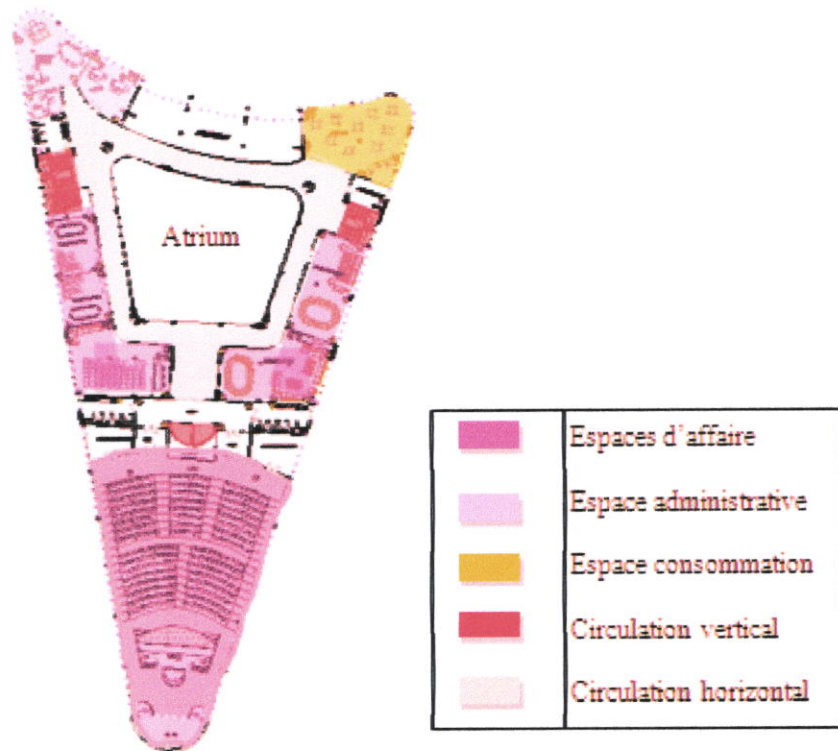 Atrium
Espaces d'affaire
Espace administrative
Espace consommation
Circulation vertical
Circulation horizontal